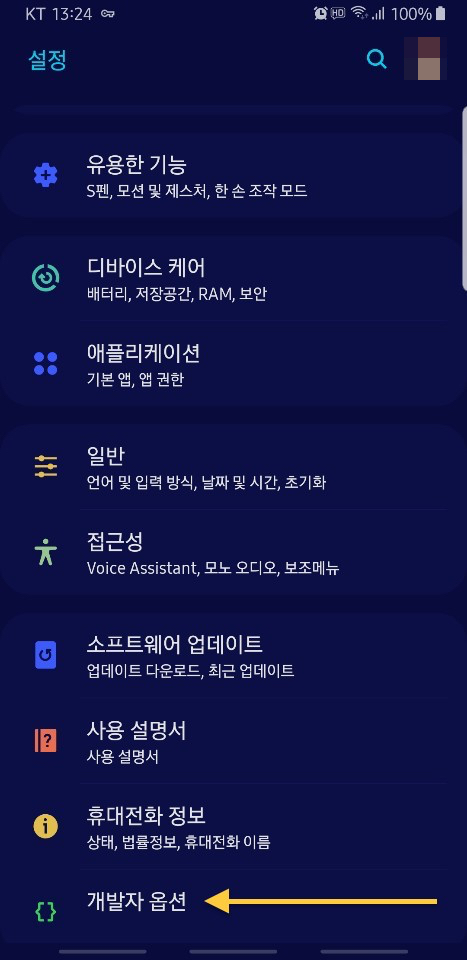 KT 13:24 HD 100%
설정
유용한 기능
S펜, 모션 및 제스처, 한 손 조작 모드
디바이스 케어
배터리, 저장공간, RAM, 보안
애플리케이션
기본 앱, 앱 권한
일반
언어 및 입력 방식, 날짜 및 시간, 초기화
접근성
Voice Assistant, 모노 오디오, 보조메뉴
소프트웨어 업데이트
업데이트 다운로드, 최근 업데이트
사용 설명서
사용 설명서
휴대전화 정보
상태, 법률정보, 휴대전화 이름
개발자 옵션